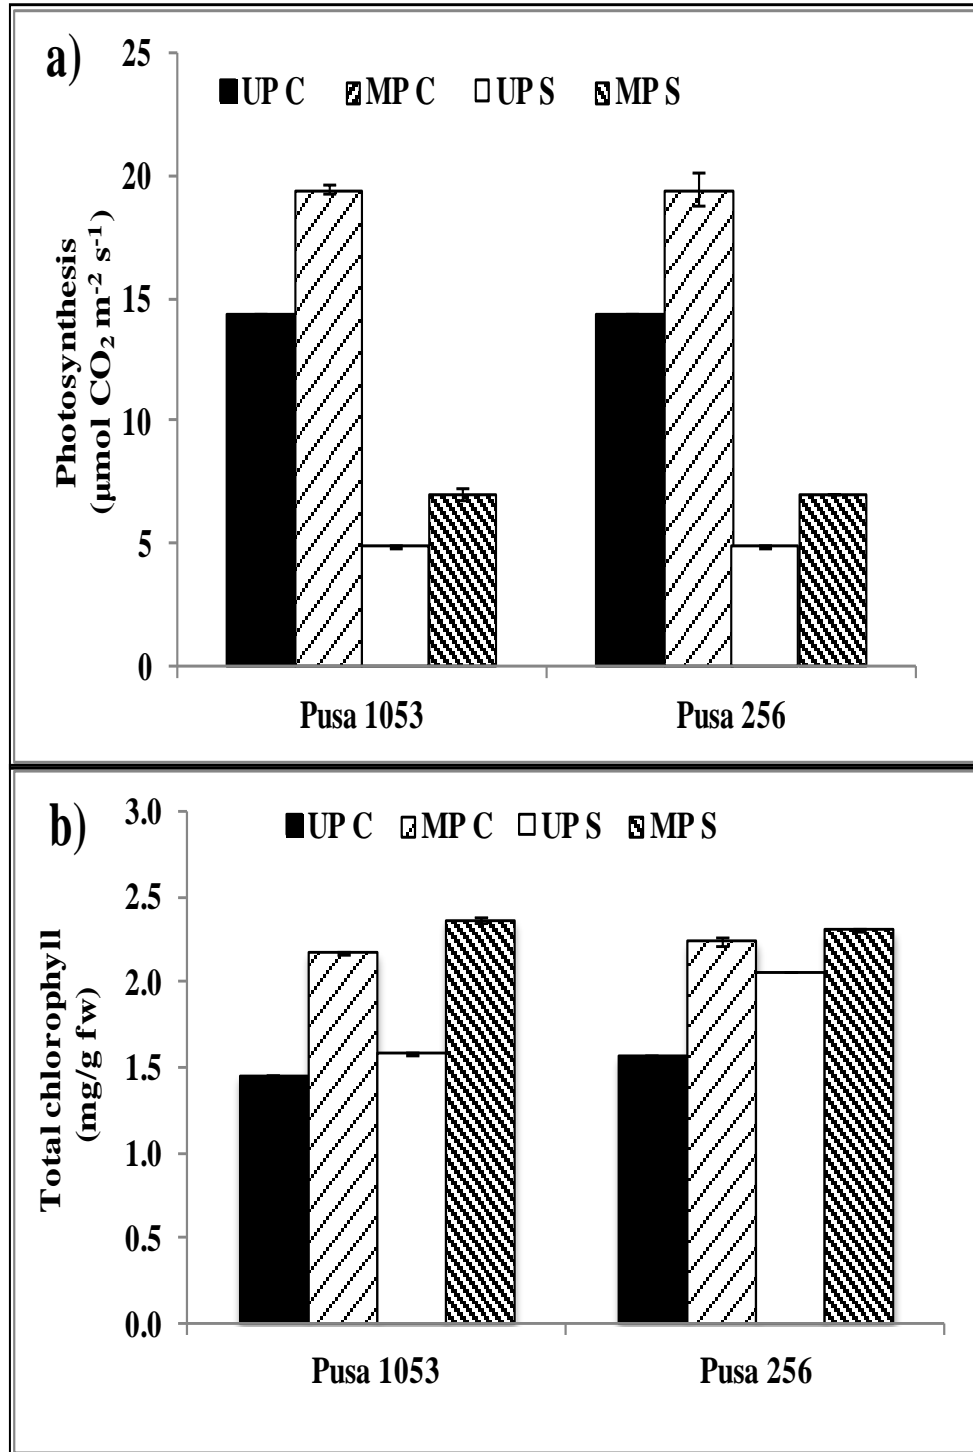 a)
25
20
15
10
5
0
UP C MP C UP S MP S
Photosynthesis
(µmol CO₂ m⁻² s⁻¹)
Pusa 1053 Pusa 256
b)
3.0
2.5
2.0
1.5
1.0
0.5
0.0
UP C MP C UP S MP S
Total chlorophyll
(mg/g fw)
Pusa 1053 Pusa 256